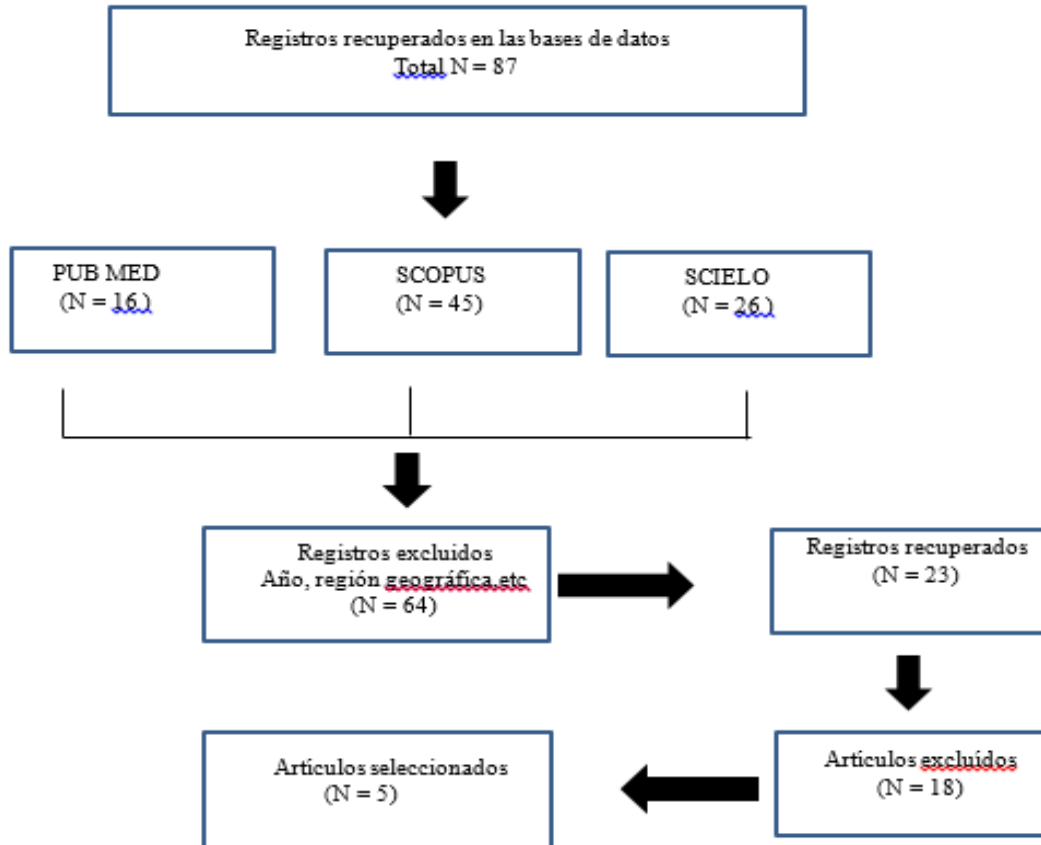 Registros recuperados en las bases de datos
Total N = 87
PUB MED
(N = 16 )
SCOPUS
(N = 45)
SCIELO
(N = 26 )
Registros excluidos
Año, región geográfica,etc
(N = 64)
Registros recuperados
(N = 23)
Artículos excluídos
(N = 18)
Artículos seleccionados
(N = 5)